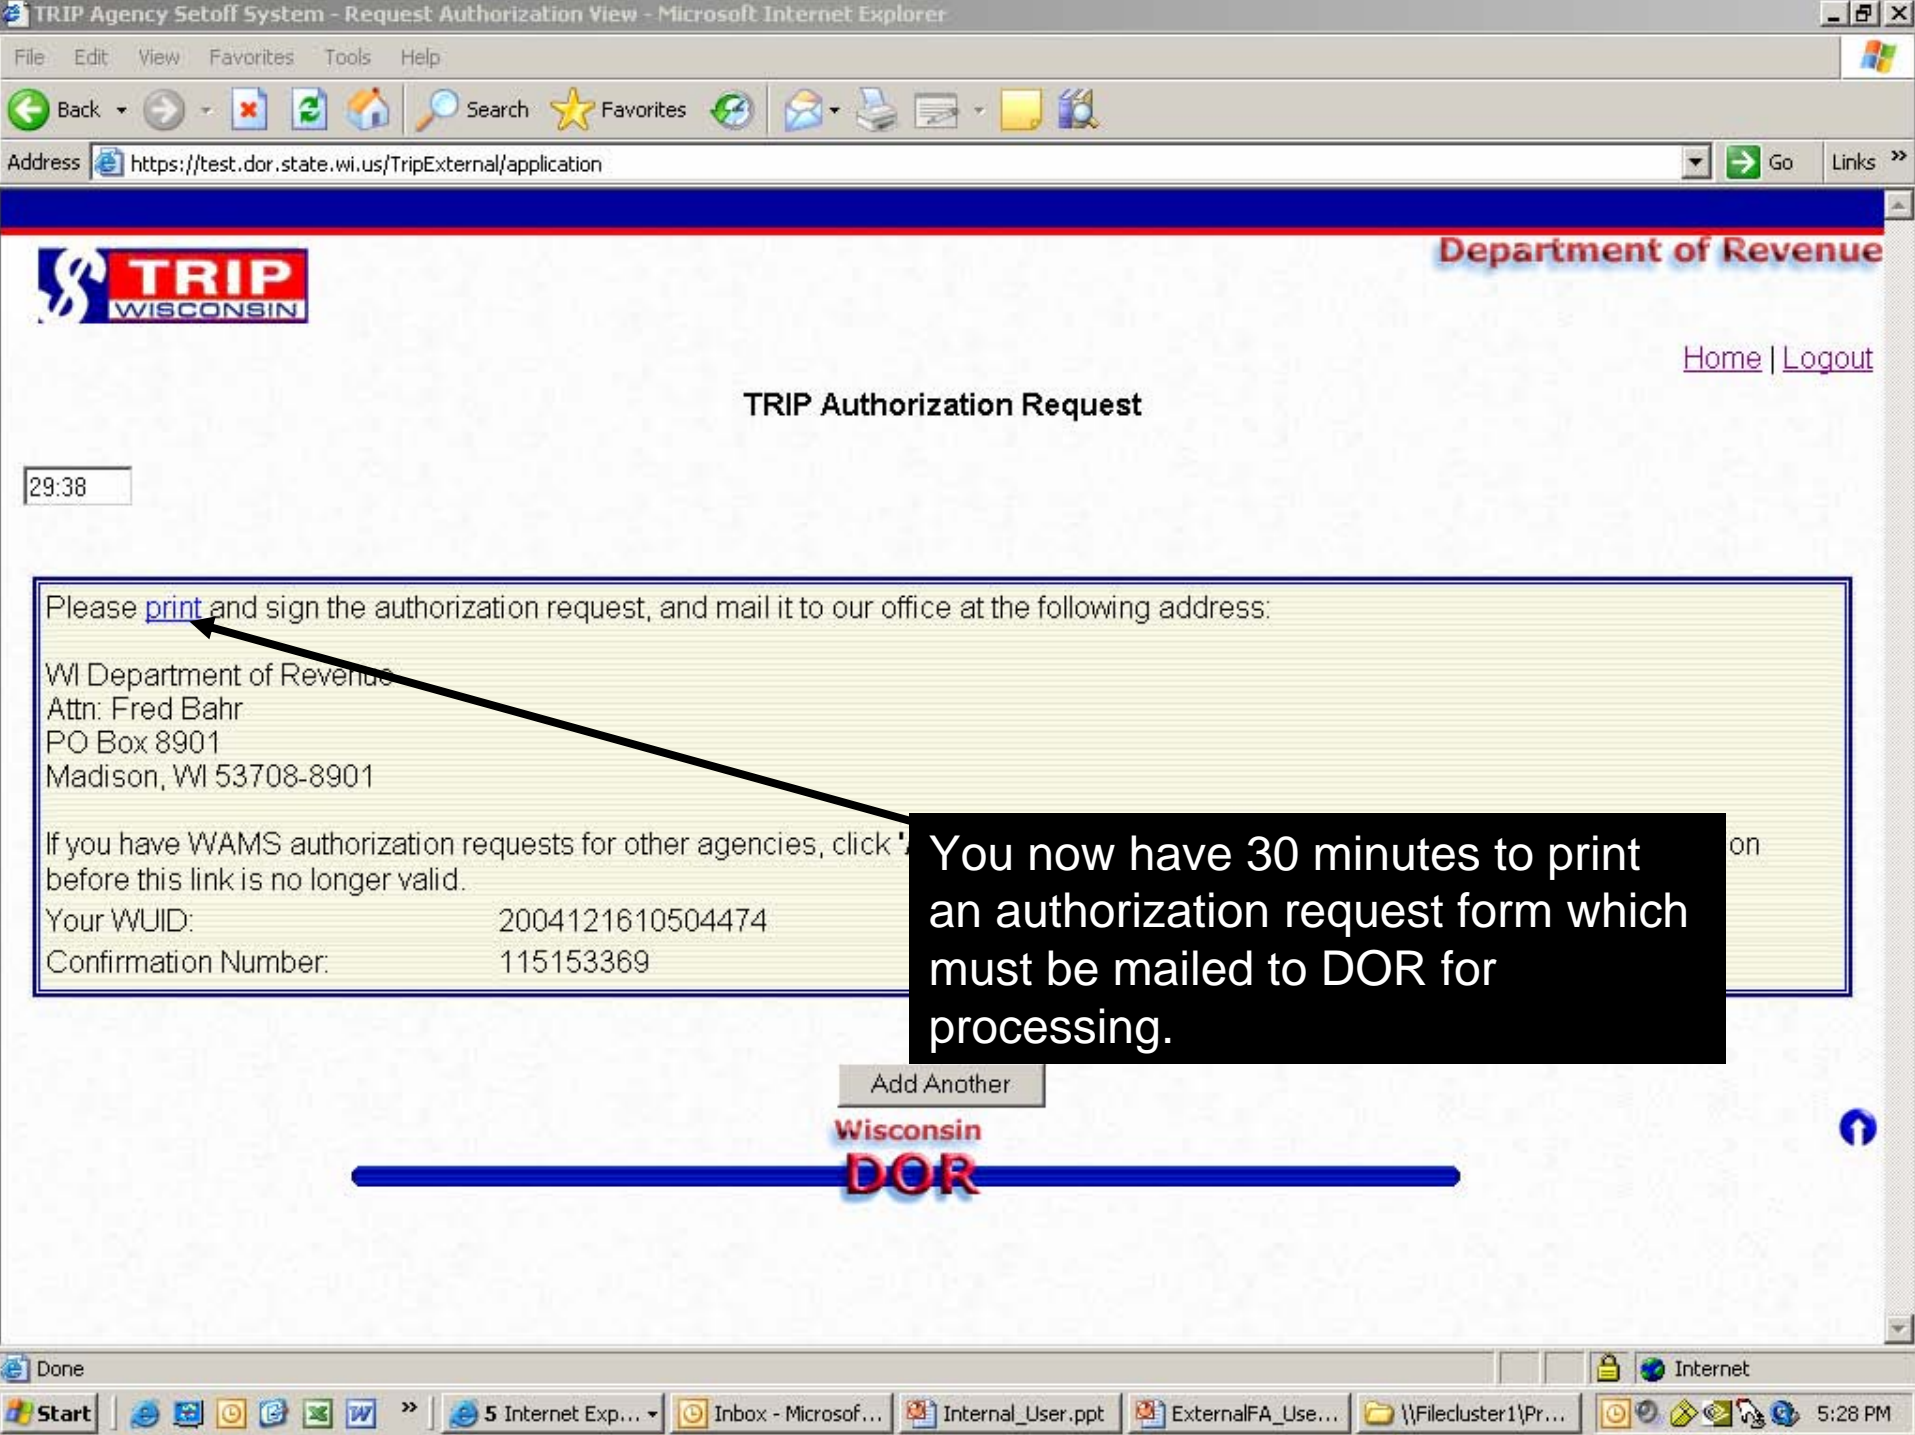 TRIP Agency Setoff System - Request Authorization View - Microsoft Internet Explorer
File Edit View Favorites Tools Help
Back Search Favorites
Address https://test.dor.state.wi.us/TripExternal/application Go Links »
TRIP
WISCONSIN
Department of Revenue
Home | Logout
TRIP Authorization Request
29:38
Please print and sign the authorization request, and mail it to our office at the following address:
WI Department of Revenue
Attn: Fred Bahr
PO Box 8901
Madison, WI 53708-8901
If you have WAMS authorization requests for other agencies, click on
before this link is no longer valid.
Your WUID: 2004121610504474
Confirmation Number: 115153369
You now have 30 minutes to print
an authorization request form which
must be mailed to DOR for
processing.
Add Another
Wisconsin
DOR
Done Internet
Start » 5 Internet Exp... Inbox - Microsof... Internal_User.ppt ExternalFA_Use... \\Filecluster1\Pr... 5:28 PM